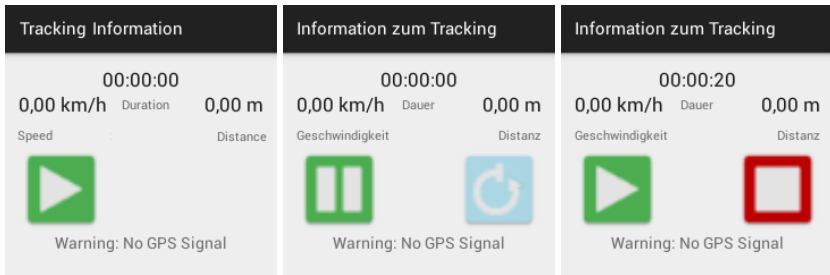 Tracking Information
00:00:00
0,00 km/h Duration 0,00 m
Speed Distance
Warning: No GPS Signal
Information zum Tracking
00:00:00
0,00 km/h Dauer 0,00 m
Geschwindigkeit Distanz
Warning: No GPS Signal
Information zum Tracking
00:00:20
0,00 km/h Dauer 0,00 m
Geschwindigkeit Distanz
Warning: No GPS Signal